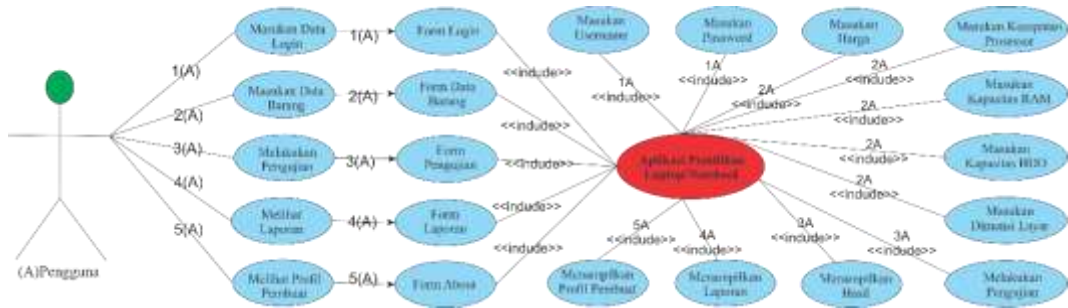 Masukan Data
Login
1(A)
Form Login
Masukan Data
Barang
2(A)
Form Data
Barang
Melakukan
Pengujian
3(A)
Form
Pengujian
Melihat
Laporan
4(A)
Form
Laporan
Melihat Profil
Pembuat
5(A)
Form About
1(A)
2(A)
3(A)
4(A)
5(A)
(A)Pengguna
<<include>>
<<include>>
<<include>>
<<include>>
<<include>>
Aplikasi Pemilihan
Laptop/Notebook
Masukan
Username
1A
<<include>>
Masukan
Password
1A
<<include>>
Masukan
Harga
2A
<<include>>
Masukan Kecepatan
Prosessor
2A
<<include>>
Masukan
Kapasitas RAM
2A
<<include>>
Masukan
Kapasitas HDD
2A
<<include>>
Masukan
Dimensi Layar
2A
<<include>>
Melakukan
Pengujian
3A
<<include>>
Menampilkan
Hasil
3A
<<include>>
Menampilkan
Laporan
4A
<<include>>
Menampilkan
Profil Pembuat
5A
<<include>>